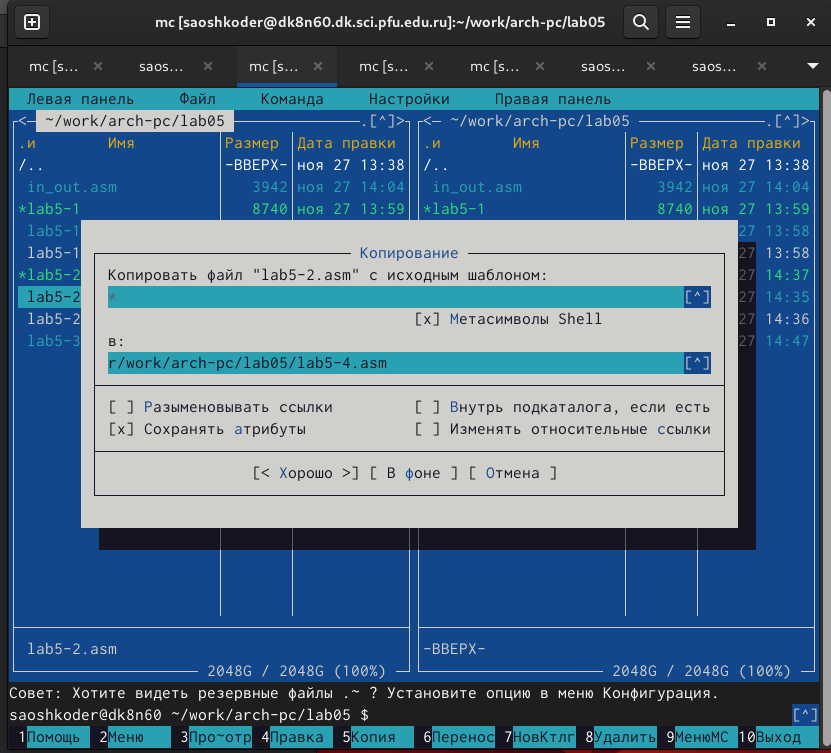 mc [saoshkoder@dk8n60.dk.sci.pfu.edu.ru]:~/work/arch-pc/lab05
mc [s... × saos... × mc [s... × mc [s... × mc [s... × saos... × saos... ×
Левая панель Файл Команда Настройки Правая панель
<─ ~/work/arch-pc/lab05 ─.[^]> <─ ~/work/arch-pc/lab05 ─.[^]>
.и Имя Размер Дата правки .и Имя Размер Дата правки
/.. -ВВЕРХ- ноя 27 13:38 /.. -ВВЕРХ- ноя 27 13:38
in_out.asm 3942 ноя 27 14:04 in_out.asm 3942 ноя 27 14:04
*lab5-1 8740 ноя 27 13:59 *lab5-1 8740 ноя 27 13:59
lab5-1 27 13:58
Копирование
lab5-1 27 13:58
*lab5-2 Копировать файл "lab5-2.asm" с исходным шаблоном: 27 14:37
lab5-2 * [^] 27 14:35
lab5-2 [x] Метасимволы Shell 27 14:36
lab5-3 в: 27 14:47
r/work/arch-pc/lab05/lab5-4.asm [^]
[ ] Разыменовывать ссылки [ ] Внутрь подкаталога, если есть
[x] Сохранять атрибуты [ ] Изменять относительные ссылки
[< Хорошо >] [ В фоне ] [ Отмена ]
lab5-2.asm -ВВЕРХ-
2048G / 2048G (100%) 2048G / 2048G (100%)
Совет: Хотите видеть резервные файлы .~ ? Установите опцию в меню Конфигурация.
saoshkoder@dk8n60 ~/work/arch-pc/lab05 $ [^]
1Помощь 2Меню 3Про~отр 4Правка 5Копия 6Перенос 7НовКтлг 8Удалить 9МенюMC 10Выход